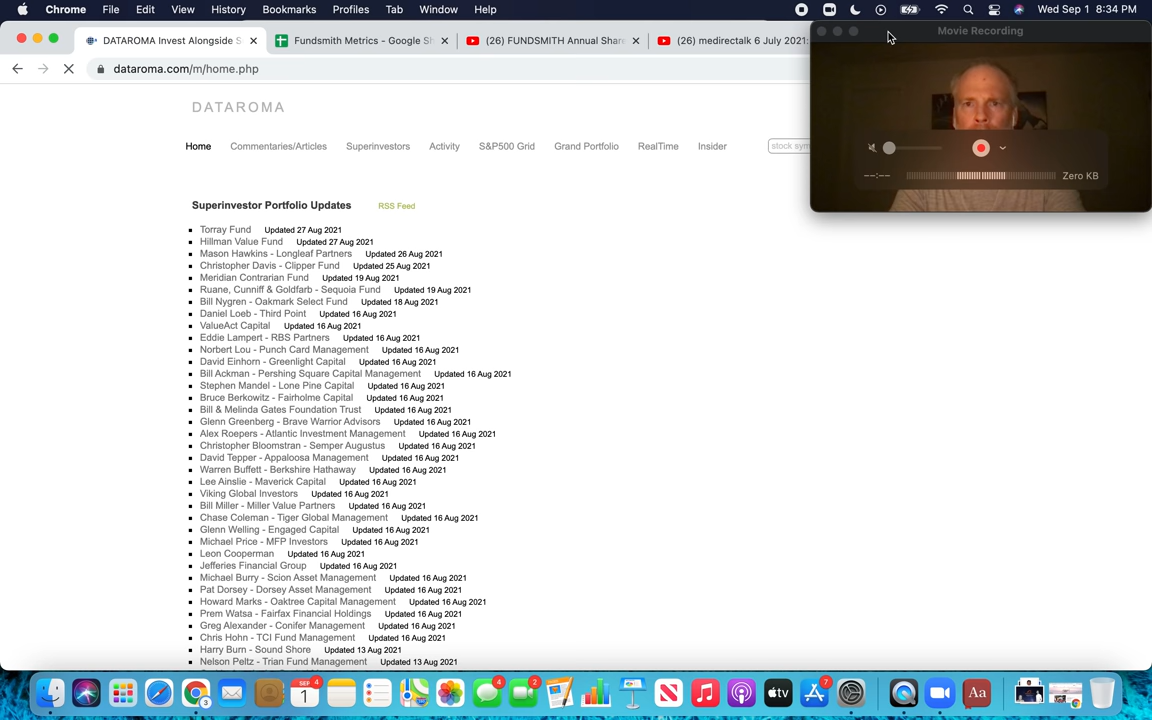 Chrome File Edit View History Bookmarks Profiles Tab Window Help Wed Sep 1 8:34 PM
DATAROMA Invest Alongside S Fundsmith Metrics - Google Sh (26) FUNDSMITH Annual Share (26) medirectalk 6 July 2021: Movie Recording
dataroma.com/m/home.php
DATAROMA
Home Commentaries/Articles Superinvestors Activity S&P500 Grid Grand Portfolio RealTime Insider stock sym
--:-- Zero KB
Superinvestor Portfolio Updates RSS Feed
Torray Fund Updated 27 Aug 2021
Hillman Value Fund Updated 27 Aug 2021
Mason Hawkins - Longleaf Partners Updated 26 Aug 2021
Christopher Davis - Clipper Fund Updated 25 Aug 2021
Meridian Contrarian Fund Updated 19 Aug 2021
Ruane, Cunniff & Goldfarb - Sequoia Fund Updated 19 Aug 2021
Bill Nygren - Oakmark Select Fund Updated 18 Aug 2021
Daniel Loeb - Third Point Updated 16 Aug 2021
ValueAct Capital Updated 16 Aug 2021
Eddie Lampert - RBS Partners Updated 16 Aug 2021
Norbert Lou - Punch Card Management Updated 16 Aug 2021
David Einhorn - Greenlight Capital Updated 16 Aug 2021
Bill Ackman - Pershing Square Capital Management Updated 16 Aug 2021
Stephen Mandel - Lone Pine Capital Updated 16 Aug 2021
Bruce Berkowitz - Fairholme Capital Updated 16 Aug 2021
Bill & Melinda Gates Foundation Trust Updated 16 Aug 2021
Glenn Greenberg - Brave Warrior Advisors Updated 16 Aug 2021
Alex Roepers - Atlantic Investment Management Updated 16 Aug 2021
Christopher Bloomstran - Semper Augustus Updated 16 Aug 2021
David Tepper - Appaloosa Management Updated 16 Aug 2021
Warren Buffett - Berkshire Hathaway Updated 16 Aug 2021
Lee Ainslie - Maverick Capital Updated 16 Aug 2021
Viking Global Investors Updated 16 Aug 2021
Bill Miller - Miller Value Partners Updated 16 Aug 2021
Chase Coleman - Tiger Global Management Updated 16 Aug 2021
Glenn Welling - Engaged Capital Updated 16 Aug 2021
Michael Price - MFP Investors Updated 16 Aug 2021
Leon Cooperman Updated 16 Aug 2021
Jefferies Financial Group Updated 16 Aug 2021
Michael Burry - Scion Asset Management Updated 16 Aug 2021
Pat Dorsey - Dorsey Asset Management Updated 16 Aug 2021
Howard Marks - Oaktree Capital Management Updated 16 Aug 2021
Prem Watsa - Fairfax Financial Holdings Updated 16 Aug 2021
Greg Alexander - Conifer Management Updated 16 Aug 2021
Chris Hohn - TCI Fund Management Updated 16 Aug 2021
Harry Burn - Sound Shore Updated 13 Aug 2021
Nelson Peltz - Trian Fund Management Updated 13 Aug 2021
3 SEP 1 4 4 2 tv 7 Aa